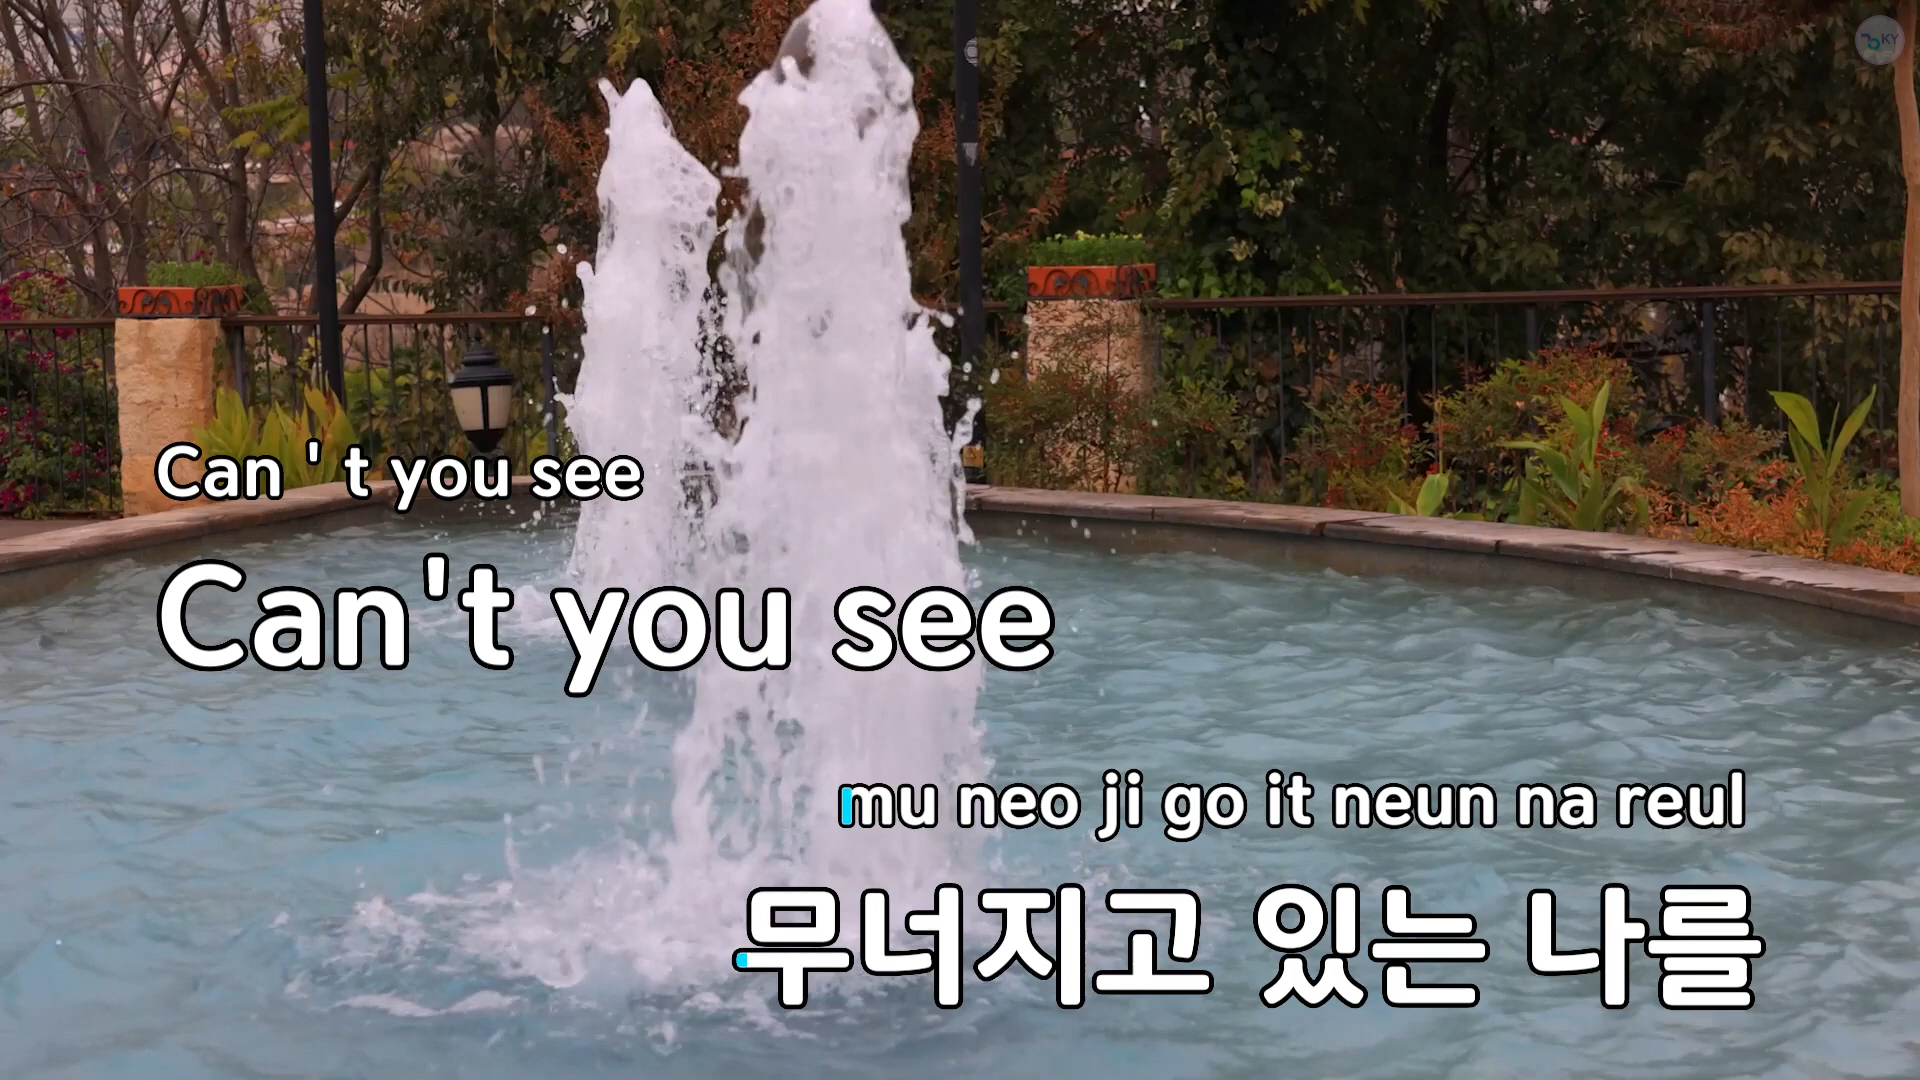 KY
Can ' t you see
Can't you see
mu neo ji go it neun na reul
무너지고 있는 나를